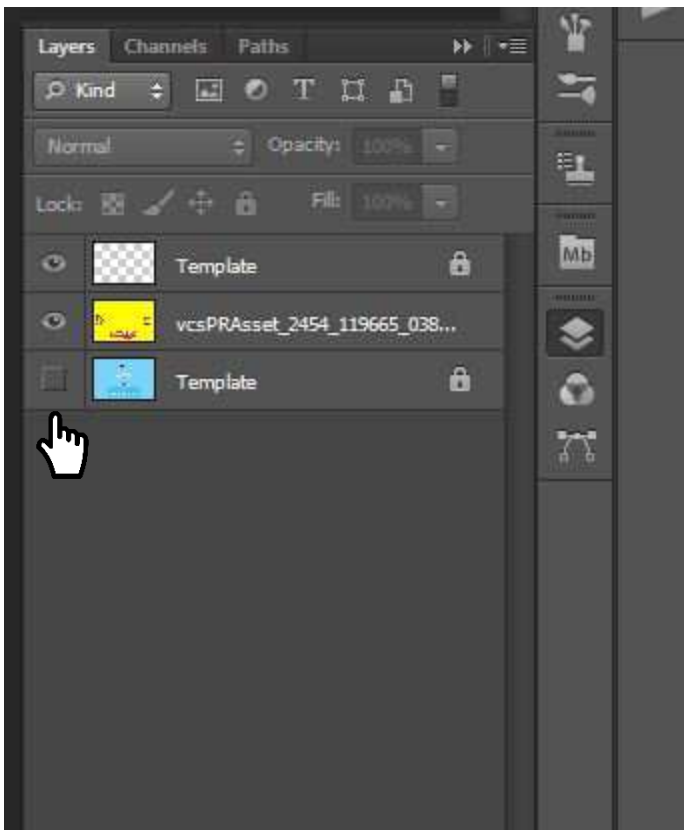 Layers Channels Paths
Kind
Normal Opacity: 100%
Lock: Fill: 100%
Template
vcsPRAsset_2454_119665_038...
Template
Mb